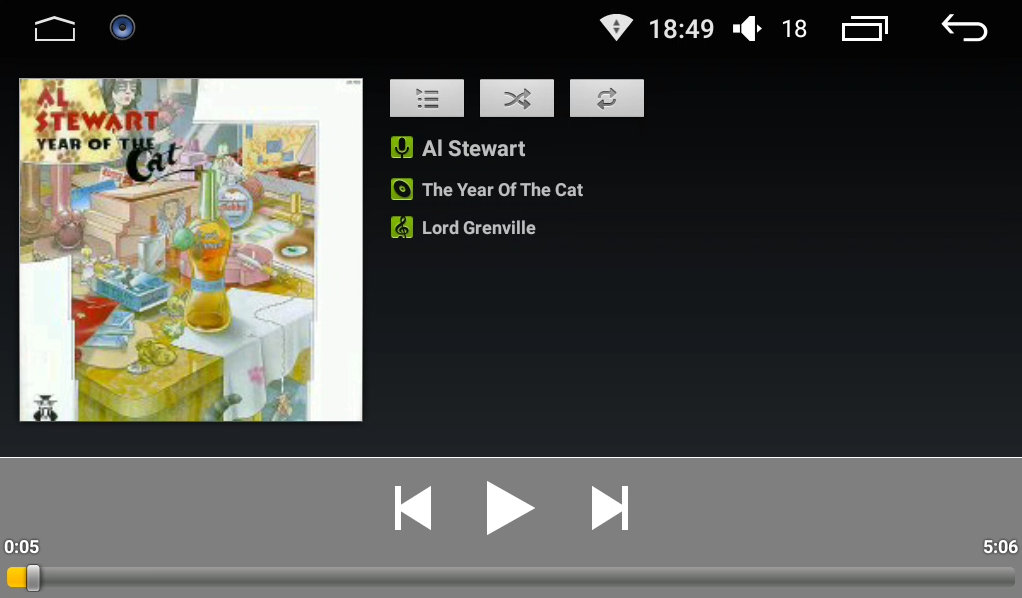 18:49
18
AL
STEWART
YEAR OF THE
Cat
Al Stewart
The Year Of The Cat
Lord Grenville
0:05
5:06